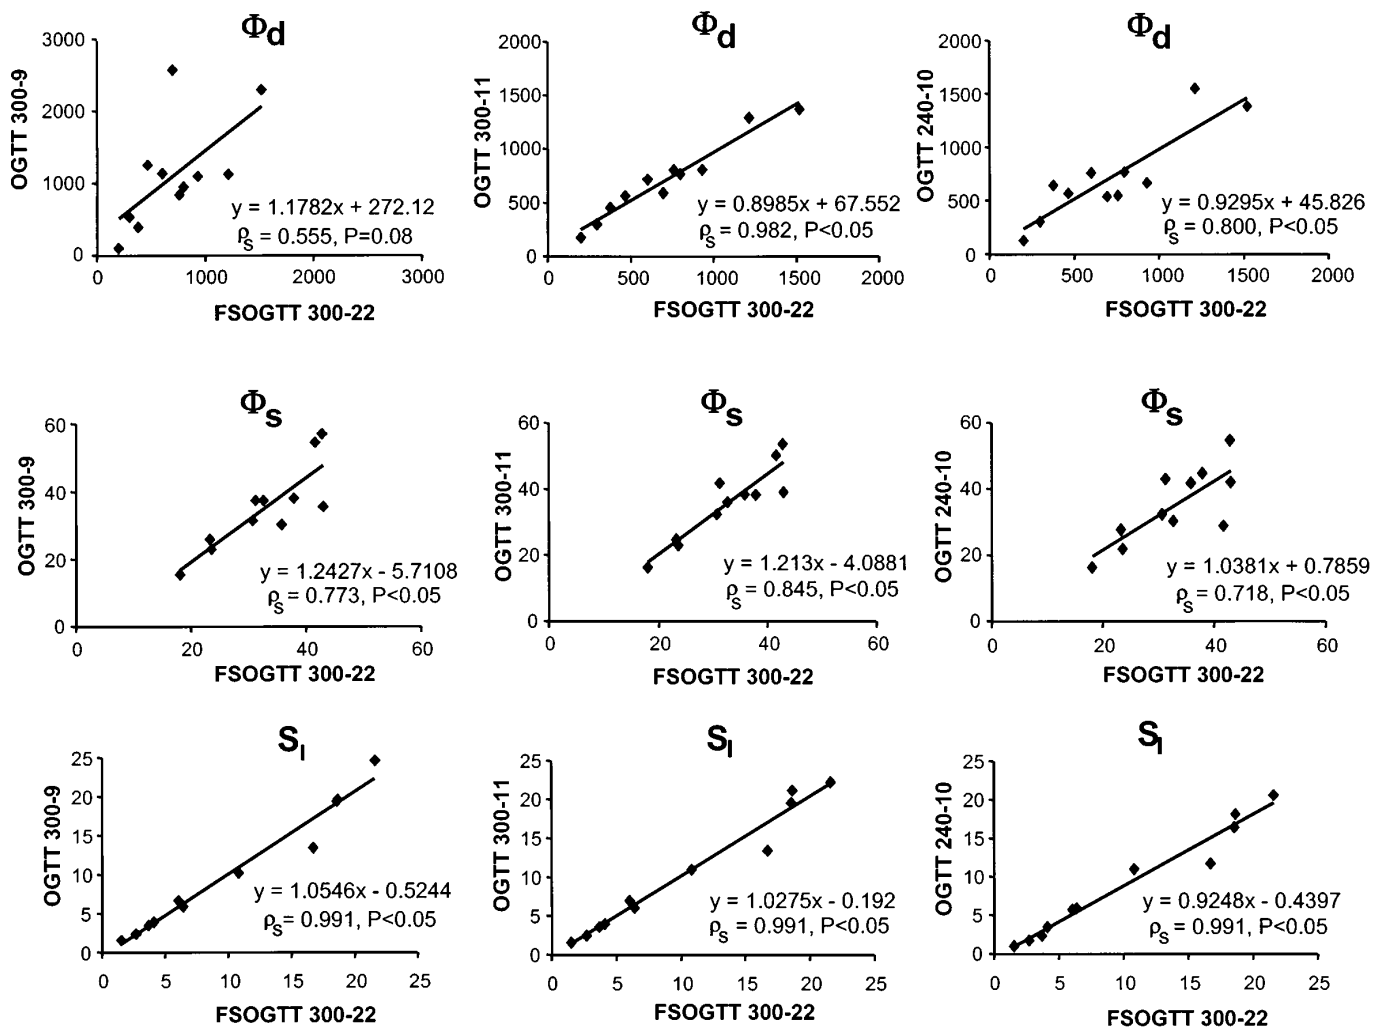 Φd
3000
2000
1000
0
OGTT 300-9
y = 1.1782x + 272.12
ρS = 0.555, P=0.08
0 1000 2000 3000
FSOGTT 300-22
Φd
2000
1500
1000
500
0
OGTT 300-11
y = 0.8985x + 67.552
ρS = 0.982, P<0.05
0 500 1000 1500 2000
FSOGTT 300-22
Φd
2000
1500
1000
500
0
OGTT 240-10
y = 0.9295x + 45.826
ρS = 0.800, P<0.05
0 500 1000 1500 2000
FSOGTT 300-22
Φs
60
40
20
0
OGTT 300-9
y = 1.2427x - 5.7108
ρS = 0.773, P<0.05
0 20 40 60
FSOGTT 300-22
Φs
60
40
20
0
OGTT 300-11
y = 1.213x - 4.0881
ρS = 0.845, P<0.05
0 20 40 60
FSOGTT 300-22
Φs
60
40
20
0
OGTT 240-10
y = 1.0381x + 0.7859
ρS = 0.718, P<0.05
0 20 40 60
FSOGTT 300-22
SI
25
20
15
10
5
0
OGTT 300-9
y = 1.0546x - 0.5244
ρS= 0.991, P<0.05
0 5 10 15 20 25
FSOGTT 300-22
SI
25
20
15
10
5
0
OGTT 300-11
y = 1.0275x - 0.192
ρS = 0.991, P<0.05
0 5 10 15 20 25
FSOGTT 300-22
SI
25
20
15
10
5
0
OGTT 240-10
y = 0.9248x - 0.4397
ρS = 0.991, P<0.05
0 5 10 15 20 25
FSOGTT 300-22